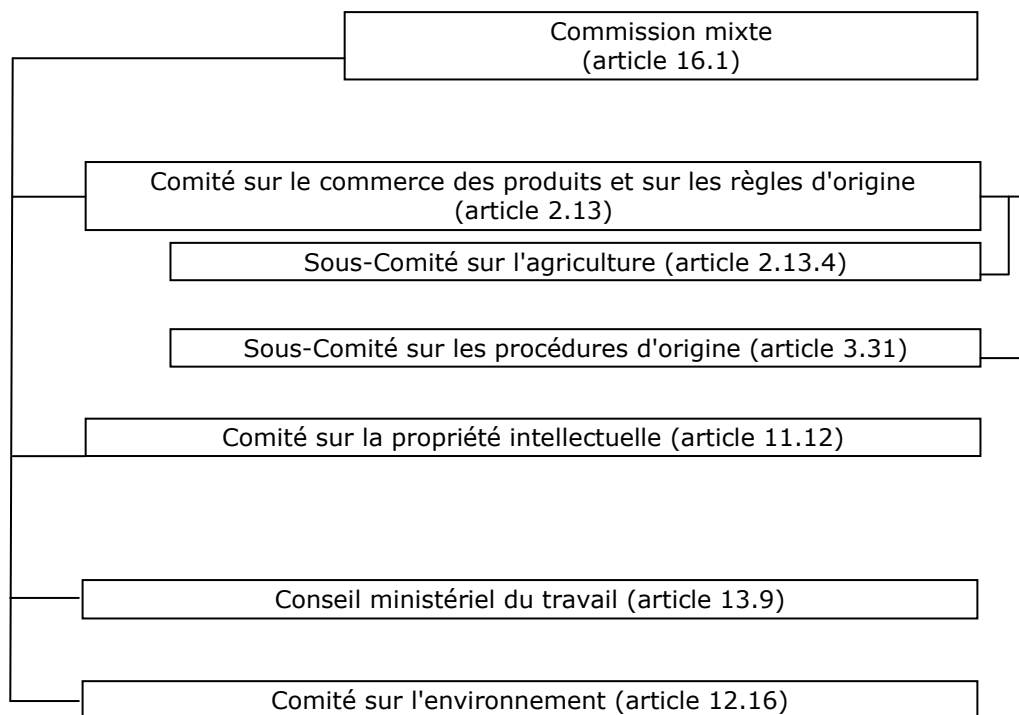 Commission mixte
(article 16.1)
Comité sur le commerce des produits et sur les règles d'origine
(article 2.13)
Sous-Comité sur l'agriculture (article 2.13.4)
Sous-Comité sur les procédures d'origine (article 3.31)
Comité sur la propriété intellectuelle (article 11.12)
Conseil ministériel du travail (article 13.9)
Comité sur l'environnement (article 12.16)